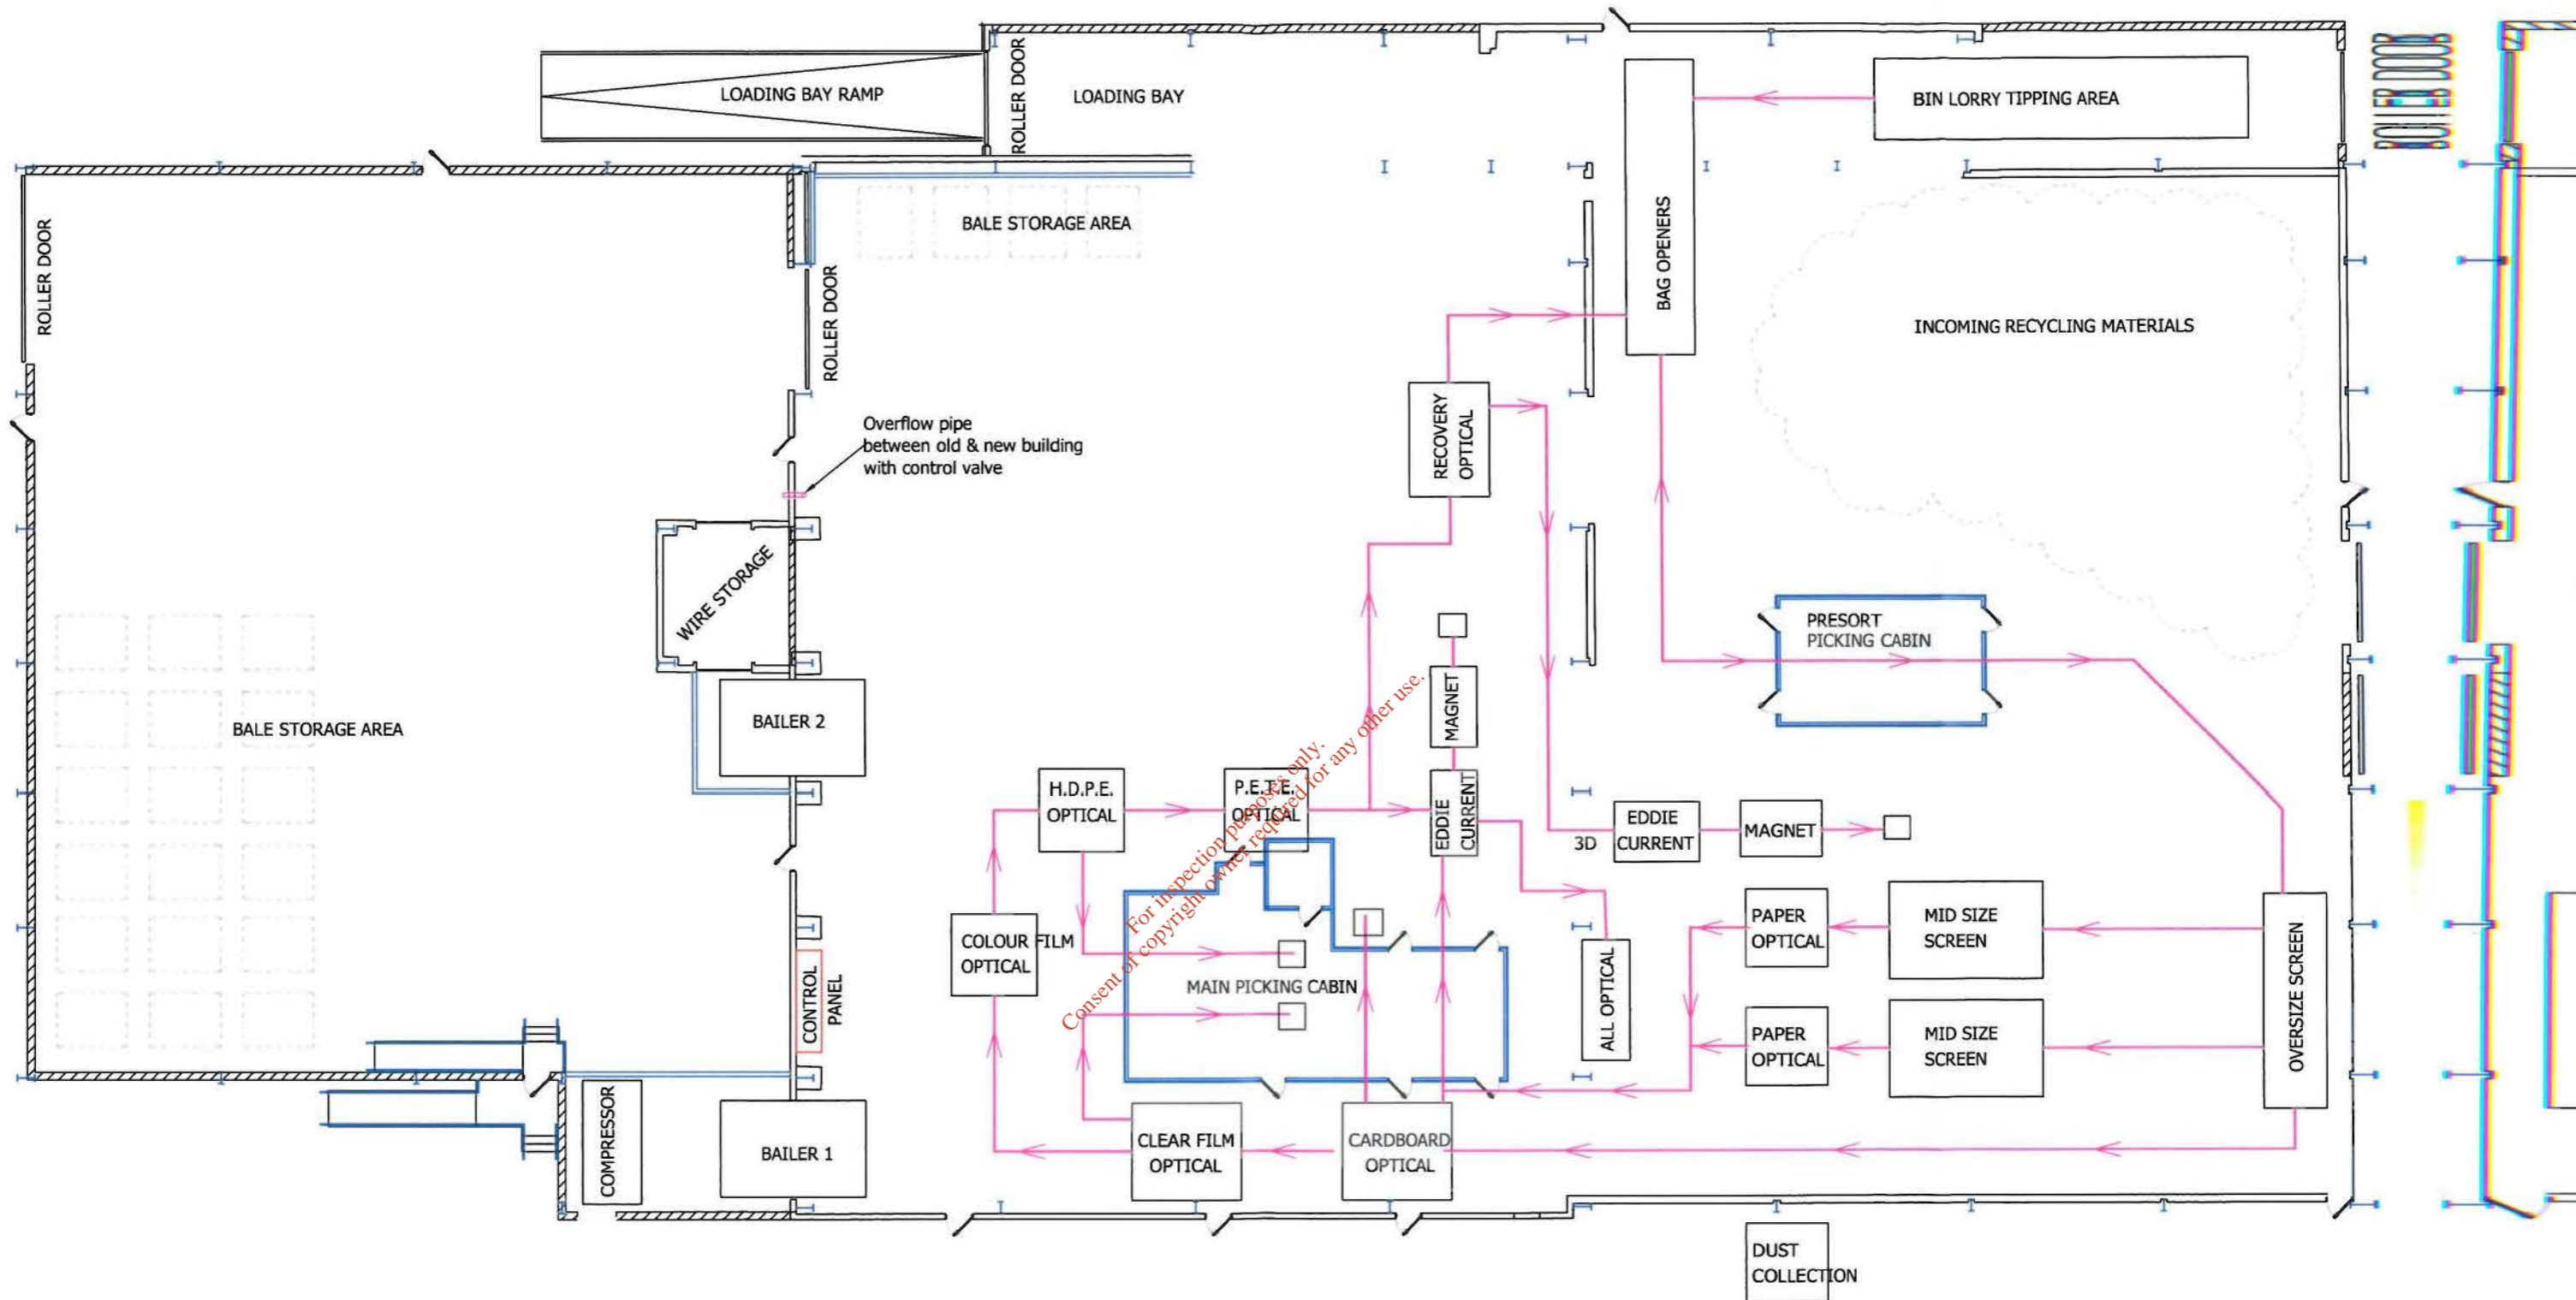 LOADING BAY RAMP
ROLLER DOOR
LOADING BAY
BIN LORRY TIPPING AREA
ROLLER DOOR
BALE STORAGE AREA
ROLLER DOOR
BAG OPENERS
INCOMING RECYCLING MATERIALS
Overflow pipe
between old & new building
with control valve
RECOVERY
OPTICAL
WIRE STORAGE
PRESORT
PICKING CABIN
BALE STORAGE AREA
BAILER 2
MAGNET
H.D.P.E.
OPTICAL
P.E.T.E.
OPTICAL
EDDIE
CURRENT
3D
EDDIE
CURRENT
MAGNET
For inspection purposes only.
Consent of copyright owner required for any other use.
COLOUR FILM
OPTICAL
MAIN PICKING CABIN
ALL OPTICAL
PAPER
OPTICAL
MID SIZE
SCREEN
PAPER
OPTICAL
MID SIZE
SCREEN
OVERSIZE SCREEN
CONTROL
PANEL
COMPRESSOR
BAILER 1
CLEAR FILM
OPTICAL
CARDBOARD
OPTICAL
DUST
COLLECTION